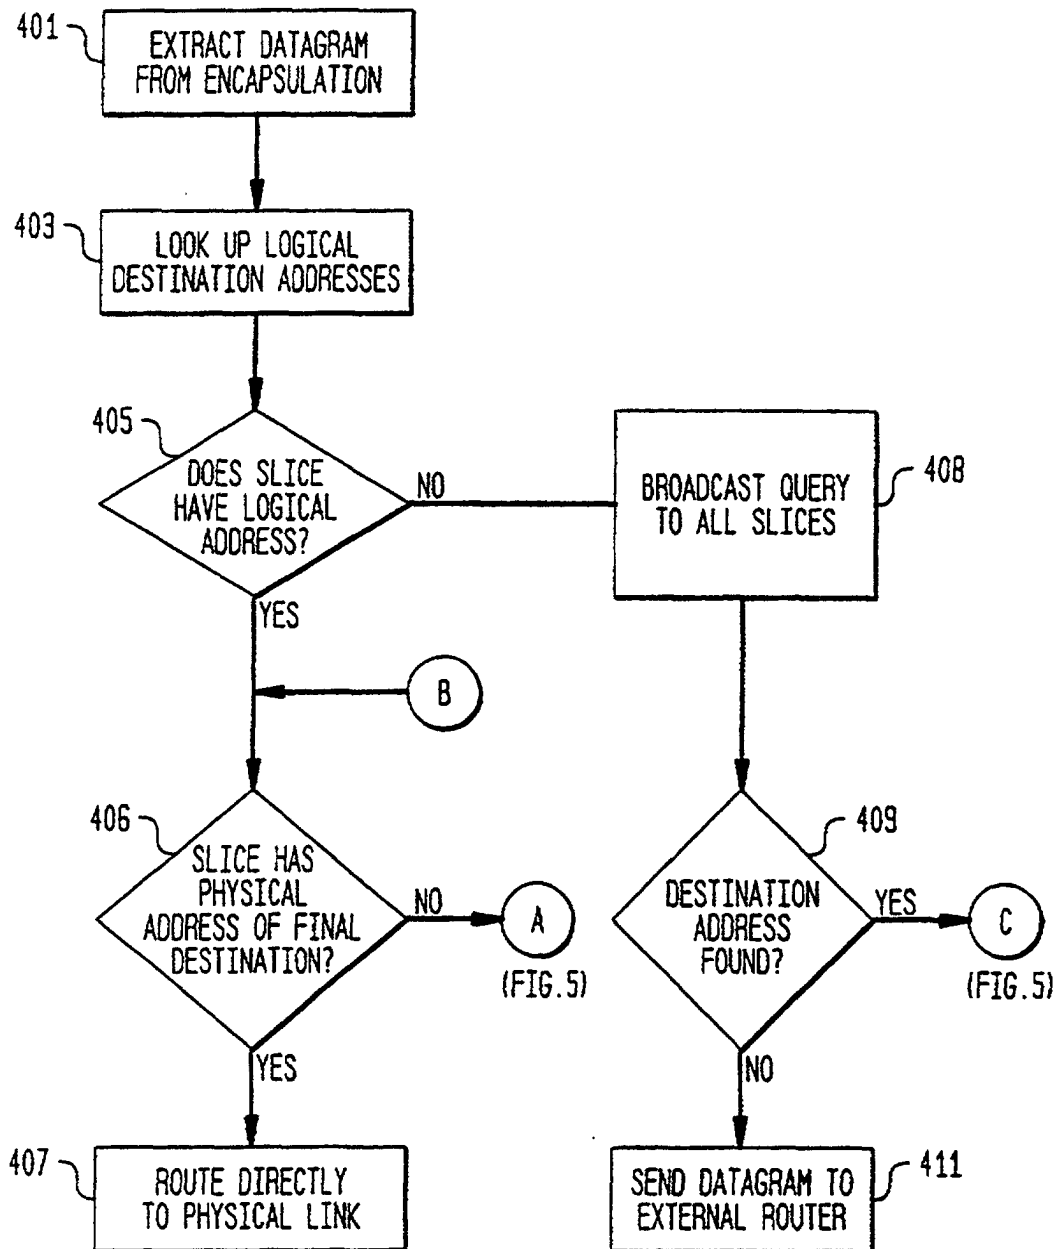 401
EXTRACT DATAGRAM
FROM ENCAPSULATION
403
LOOK UP LOGICAL
DESTINATION ADDRESSES
405
DOES SLICE
HAVE LOGICAL
ADDRESS?
NO
YES
BROADCAST QUERY
TO ALL SLICES
408
B
406
SLICE HAS
PHYSICAL
ADDRESS OF FINAL
DESTINATION?
NO
A
(FIG.5)
YES
409
DESTINATION
ADDRESS
FOUND?
YES
C
(FIG.5)
NO
407
ROUTE DIRECTLY
TO PHYSICAL LINK
SEND DATAGRAM TO
EXTERNAL ROUTER
411